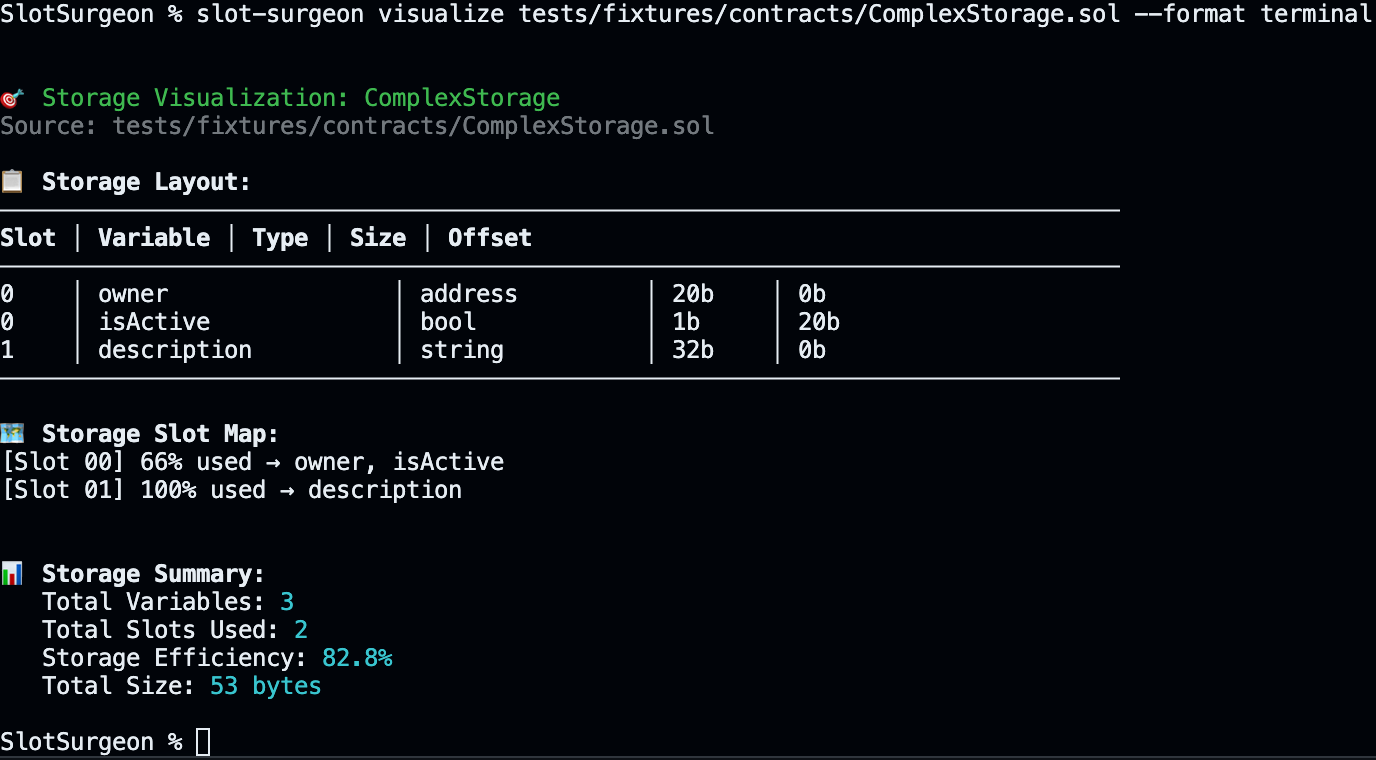 SlotSurgeon % slot-surgeon visualize tests/fixtures/contracts/ComplexStorage.sol --format terminal
🎯 Storage Visualization: ComplexStorage
Source: tests/fixtures/contracts/ComplexStorage.sol
📋 Storage Layout:
Slot │ Variable │ Type │ Size │ Offset
0 │ owner │ address │ 20b │ 0b
0 │ isActive │ bool │ 1b │ 20b
1 │ description │ string │ 32b │ 0b
🗺️ Storage Slot Map:
[Slot 00] 66% used → owner, isActive
[Slot 01] 100% used → description
📊 Storage Summary:
Total Variables: 3
Total Slots Used: 2
Storage Efficiency: 82.8%
Total Size: 53 bytes
SlotSurgeon %